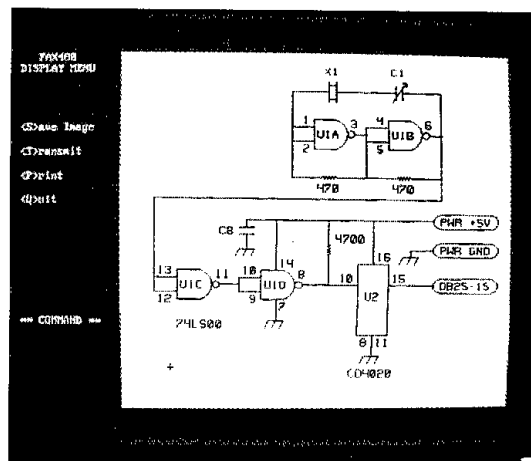 FAX480
DISPLAY MENU
<S>ave Image
<T>ransmit
<P>rint
<Q>uit
== COMMAND ==
X1
C1
1
2
U1A
3
4
5
U1B
6
470
470
C8
4700
PWR +5V
PWR GND
DB25-15
13
12
U1C
11
10
9
U1D
14
7
8
10
U2
16
15
8
11
74LS00
CD4020